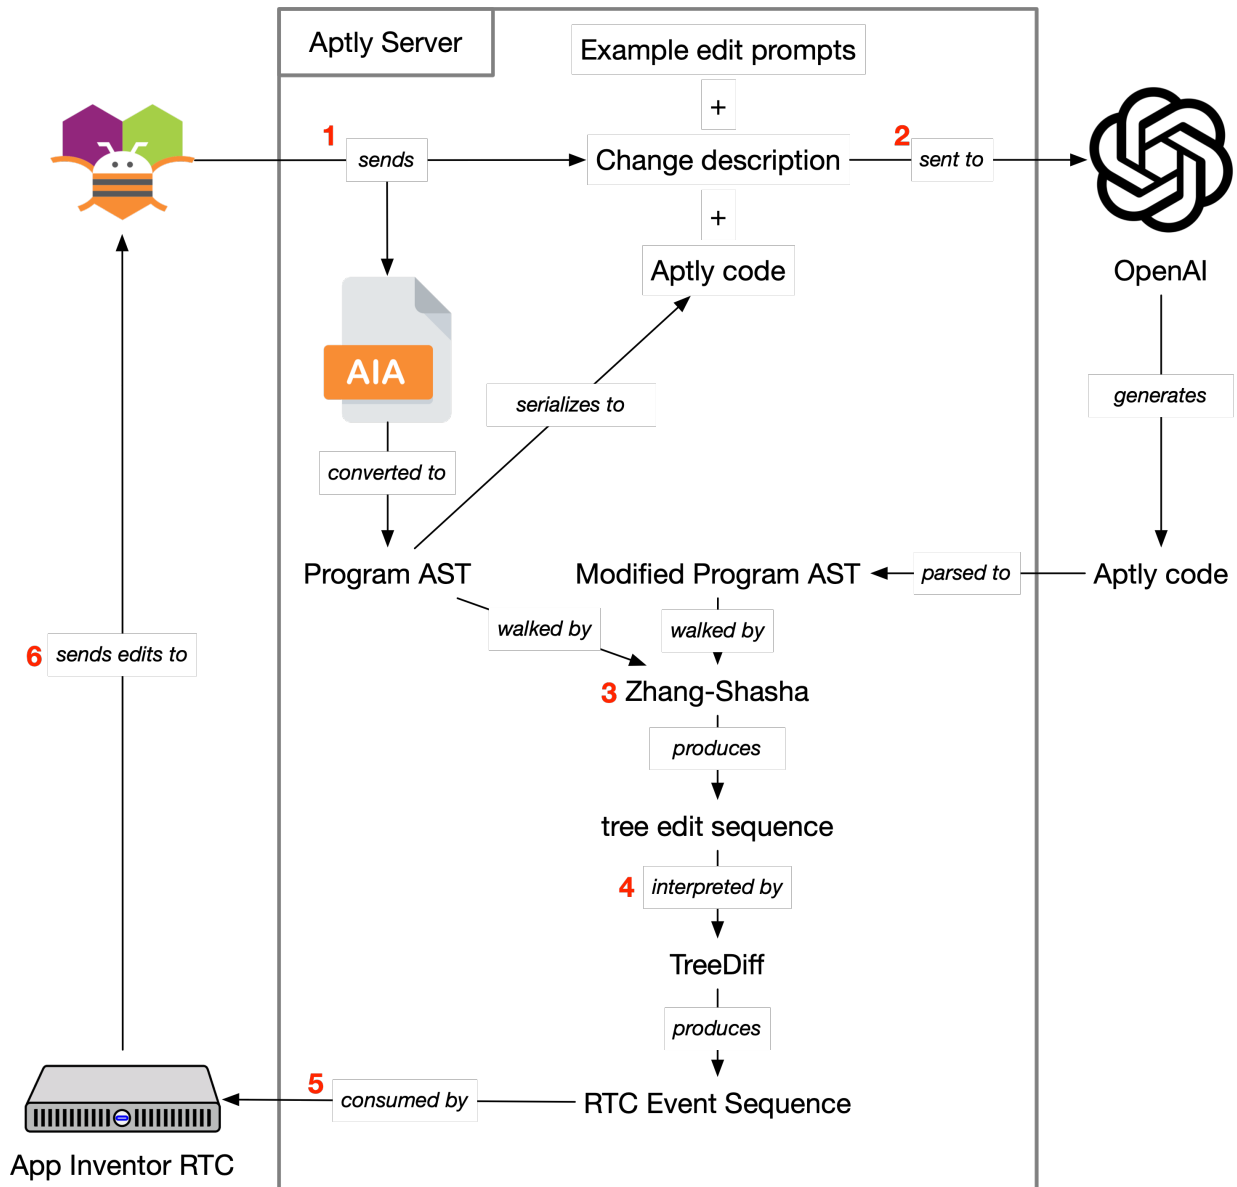 Aptly Server
Example edit prompts
+
1
sends
Change description
2
sent to
+
Aptly code
OpenAI
AIA
serializes to
generates
converted to
Program AST
Modified Program AST
parsed to
Aptly code
walked by
walked by
6
sends edits to
3
Zhang-Shasha
produces
tree edit sequence
4
interpreted by
TreeDiff
produces
5
consumed by
RTC Event Sequence
App Inventor RTC